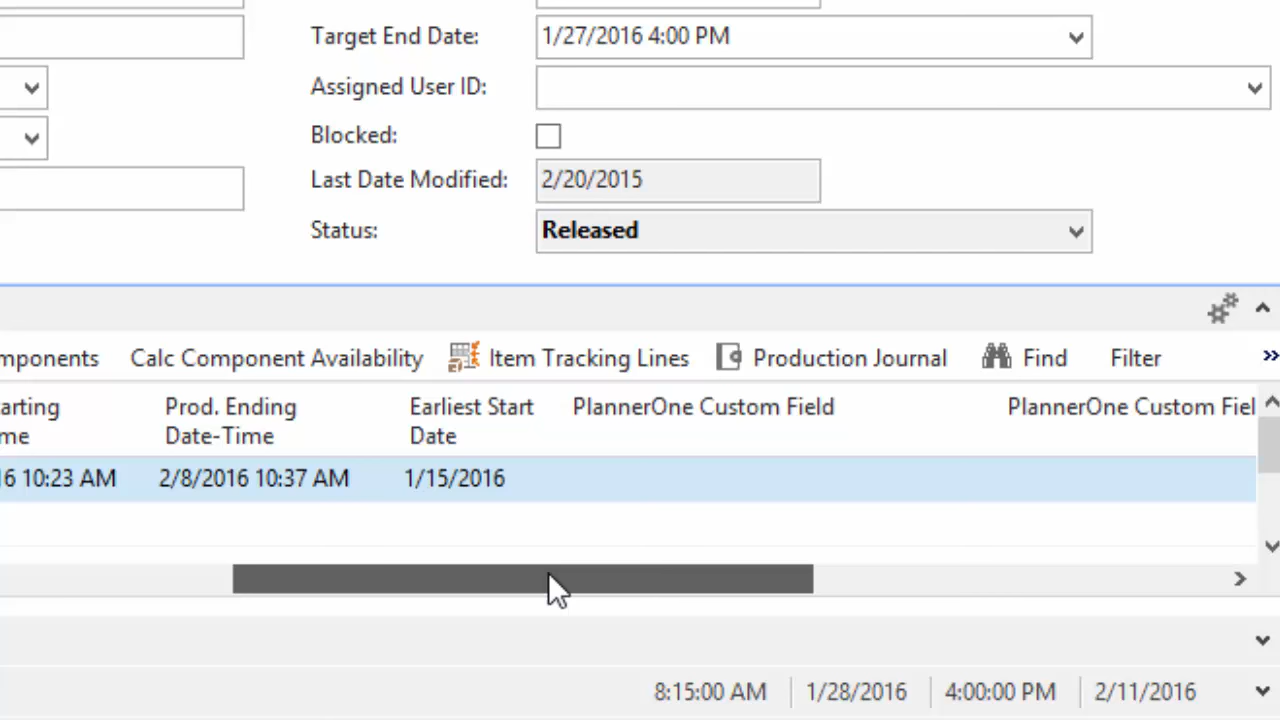 Target End Date: 1/27/2016 4:00 PM
Assigned User ID:
Blocked:
Last Date Modified: 2/20/2015
Status: Released
mponents Calc Component Availability Item Tracking Lines Production Journal Find Filter »
arting Prod. Ending Earliest Start PlannerOne Custom Field PlannerOne Custom Fiel
me Date-Time Date
16 10:23 AM 2/8/2016 10:37 AM 1/15/2016
8:15:00 AM 1/28/2016 4:00:00 PM 2/11/2016